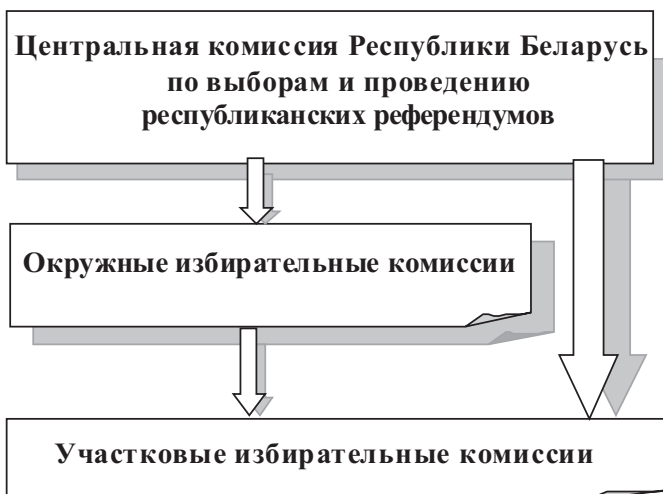 Центральная комиссия Республики Беларусь
по выборам и проведению
республиканских референдумов
Окружные избирательные комиссии
Участковые избирательные комиссии